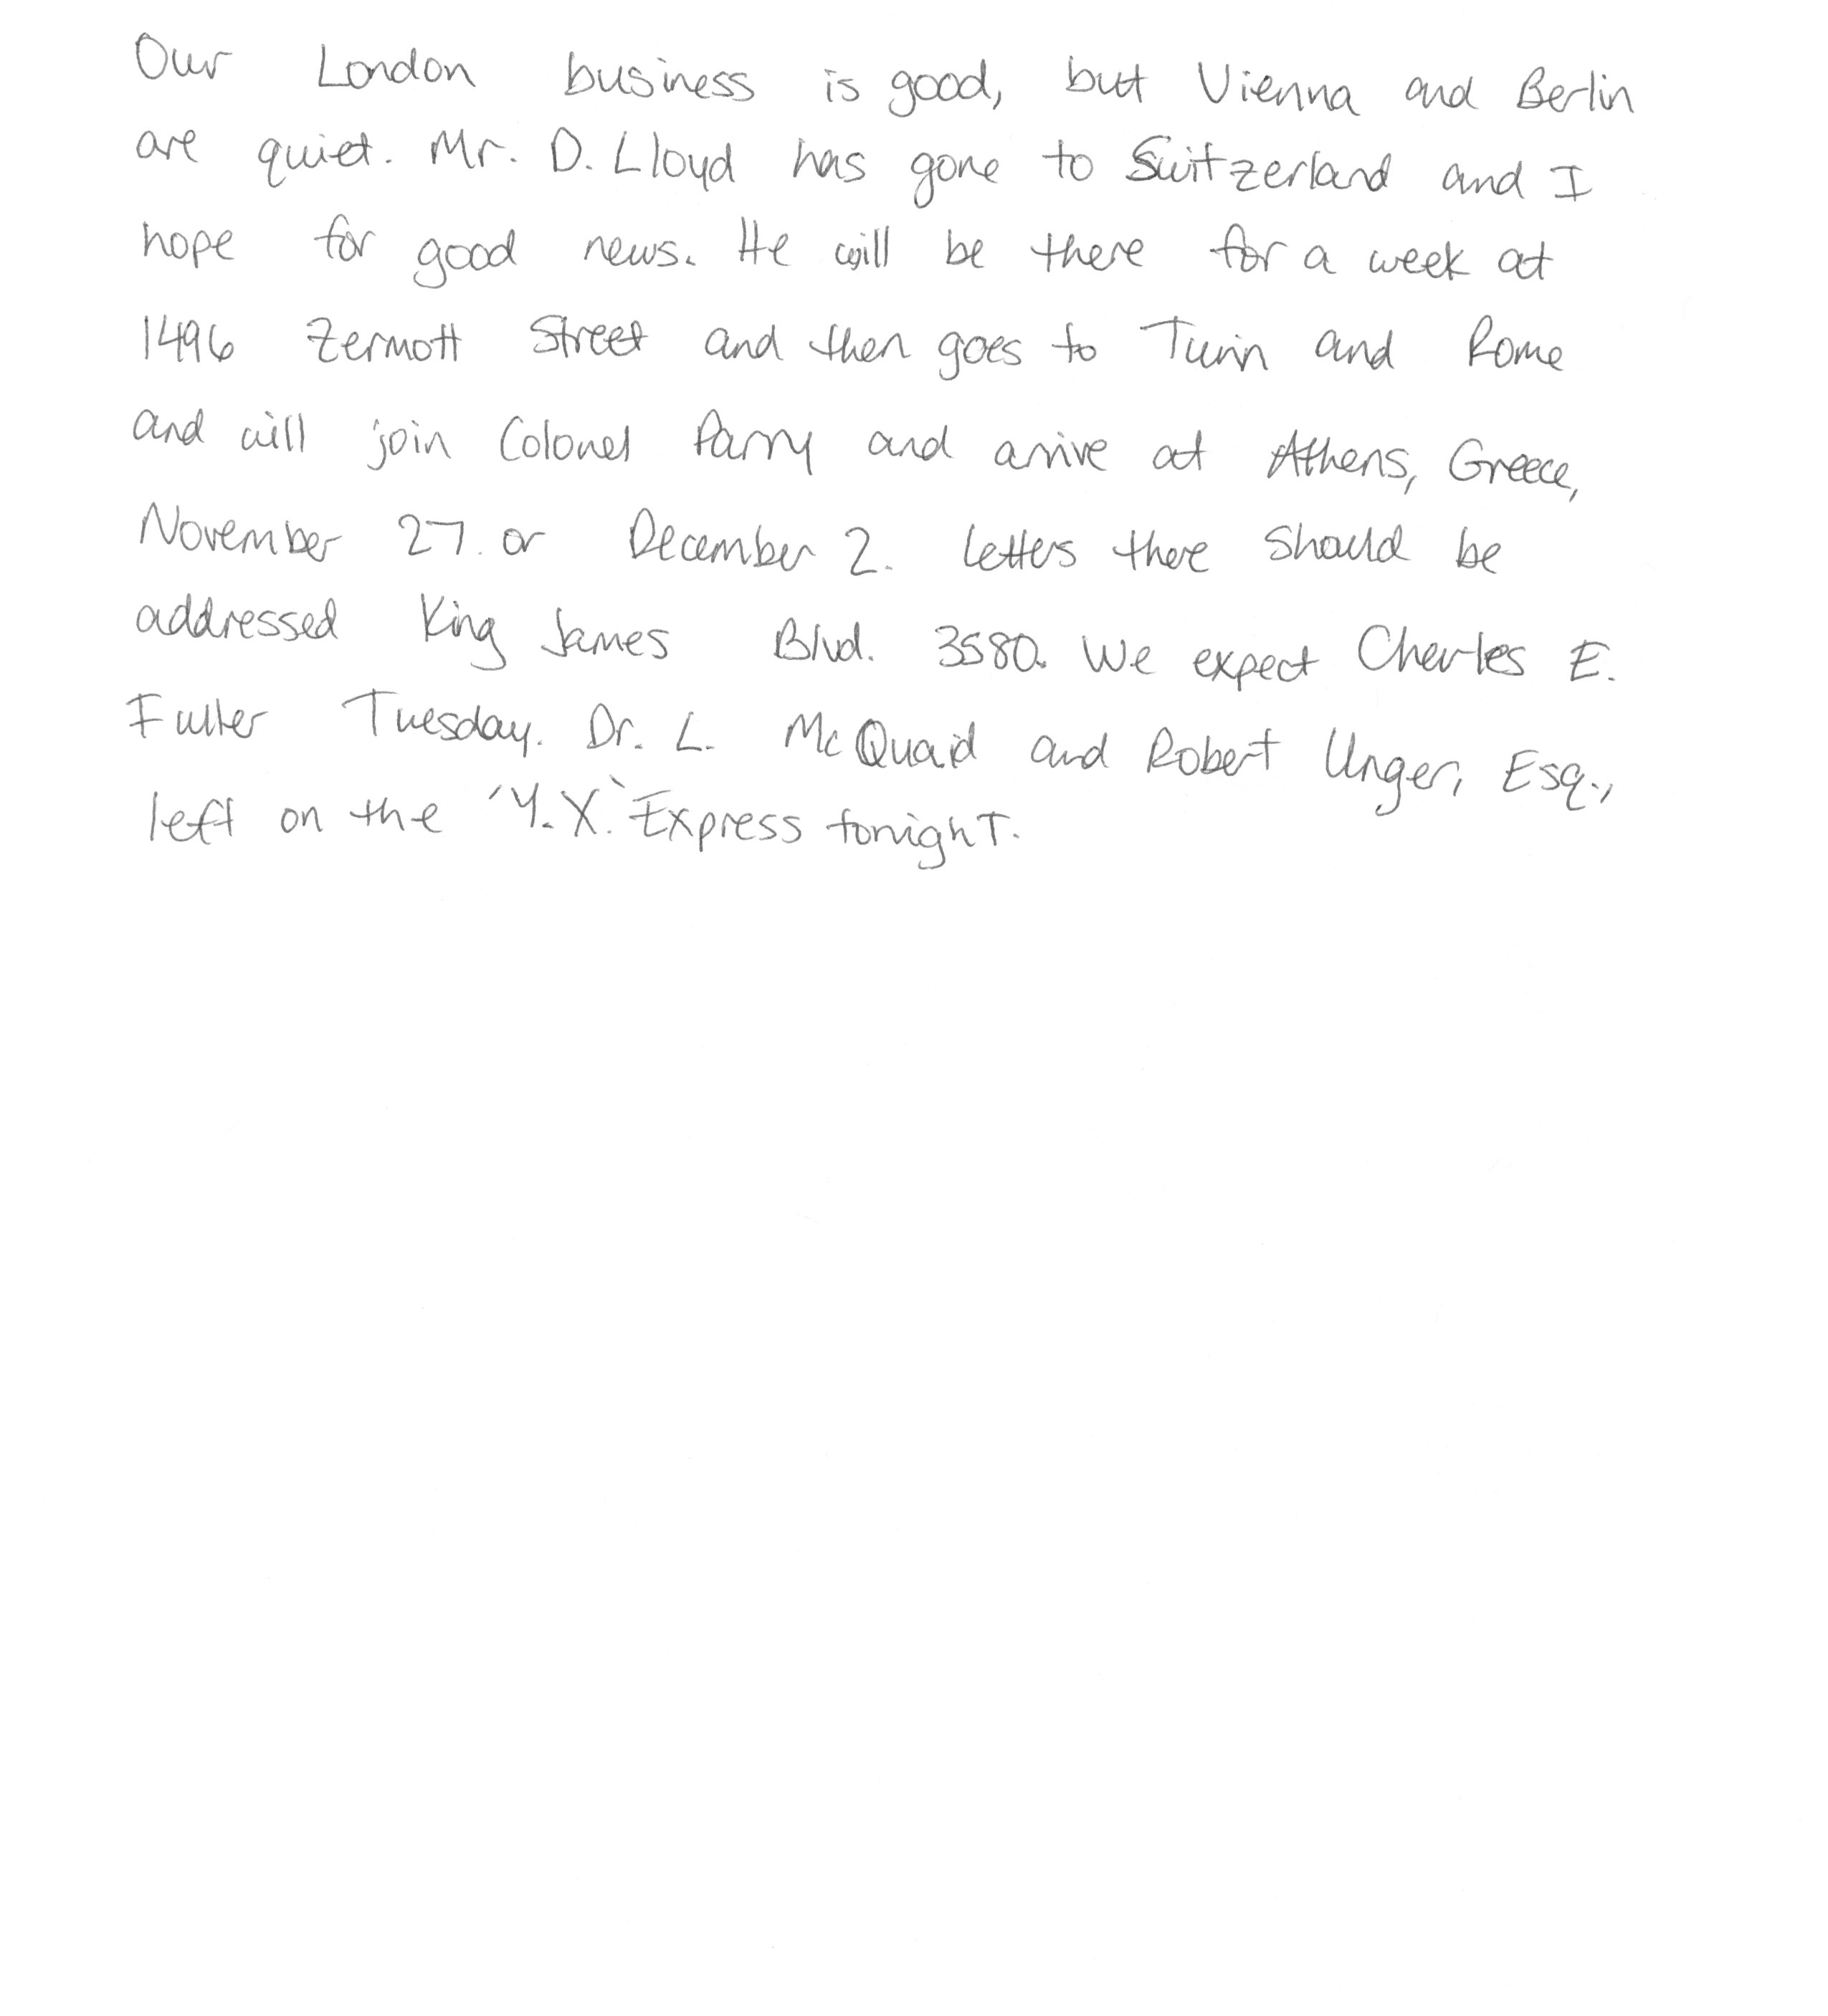 Our London business is good, but Vienna and Berlin
are quiet. Mr. D. Lloyd has gone to Switzerland and I
hope for good news. He will be there for a week at
1496 Zermott Street and then goes to Turin and Rome
and will join Colonel Parry and arrive at Athens, Greece,
November 27. or December 2. Letters there should be
addressed King James Blvd. 3580. We expect Charles E.
Fuller Tuesday. Dr. L. McQuaid and Robert Unger, Esq.,
left on the 'Y.X.' Express tonight.